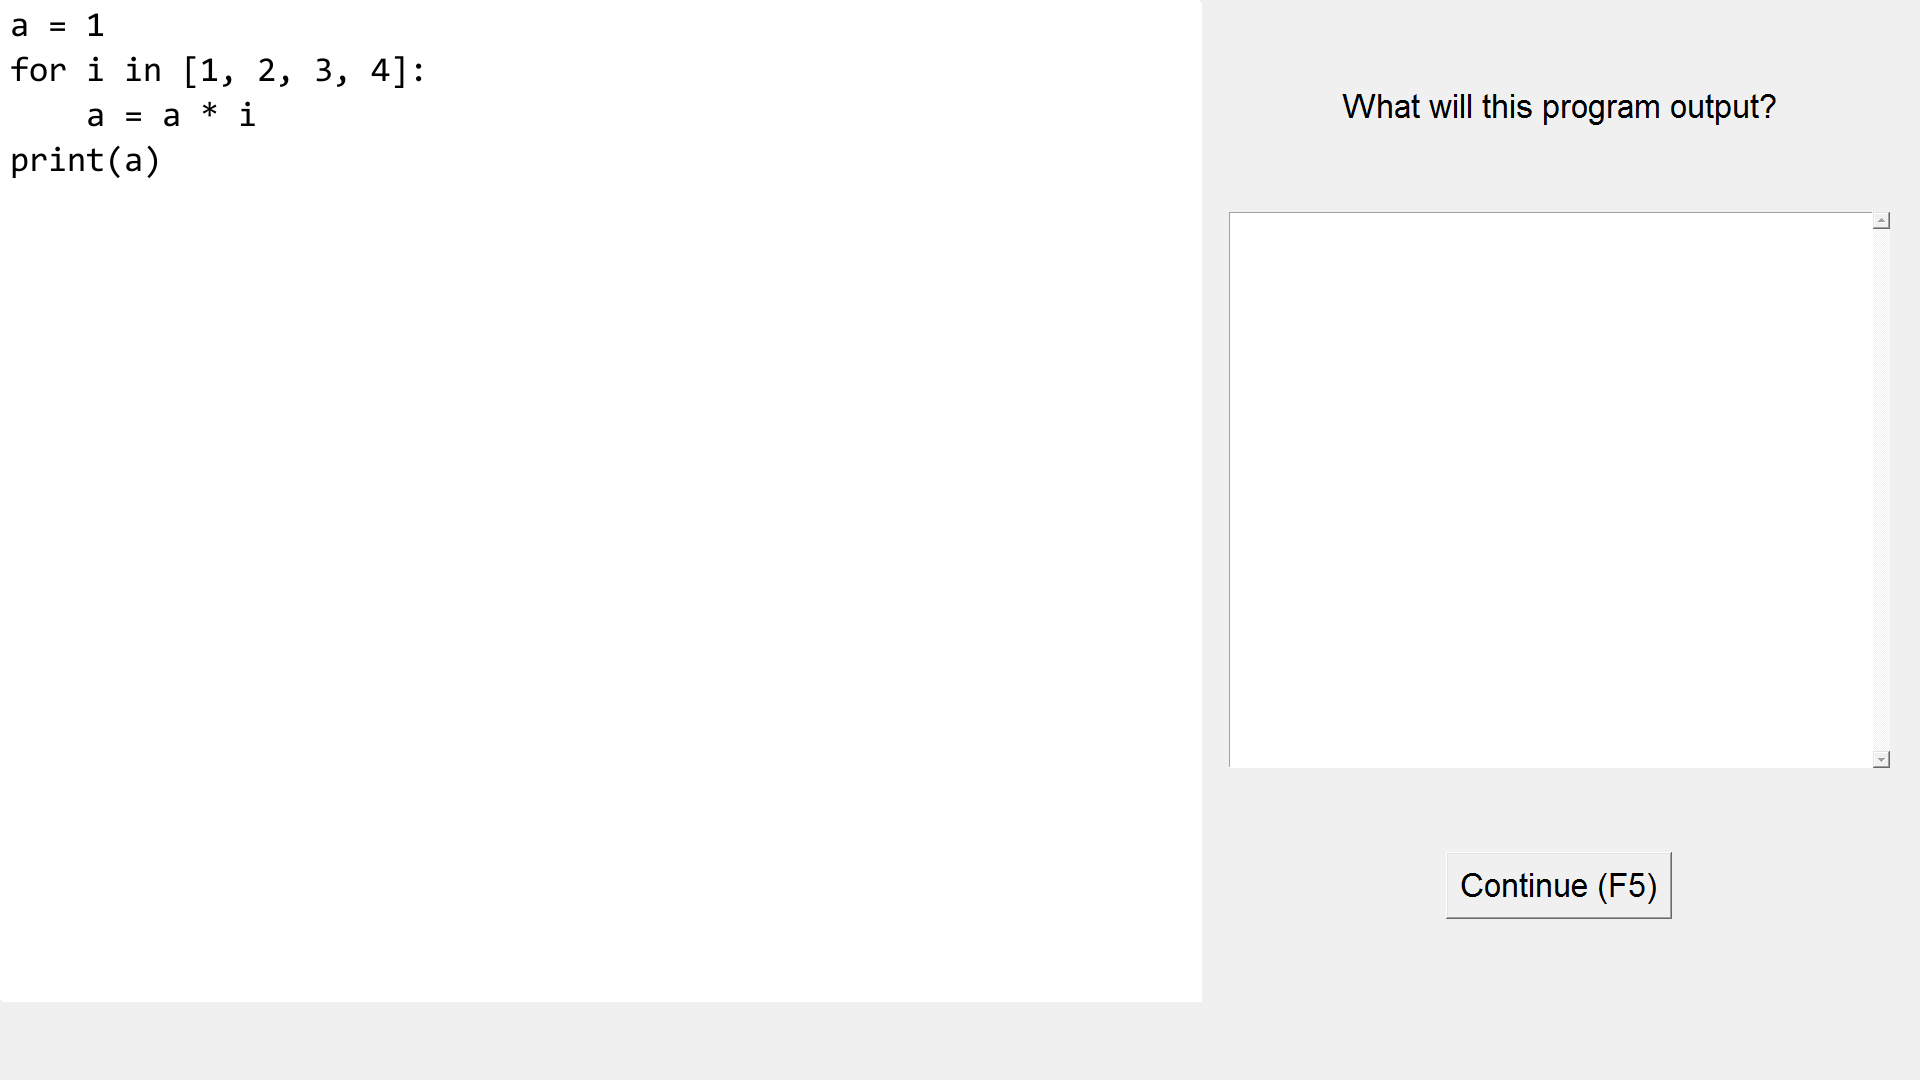 a = 1
for i in [1, 2, 3, 4]:
    a = a * i
print(a)
What will this program output?
Continue (F5)